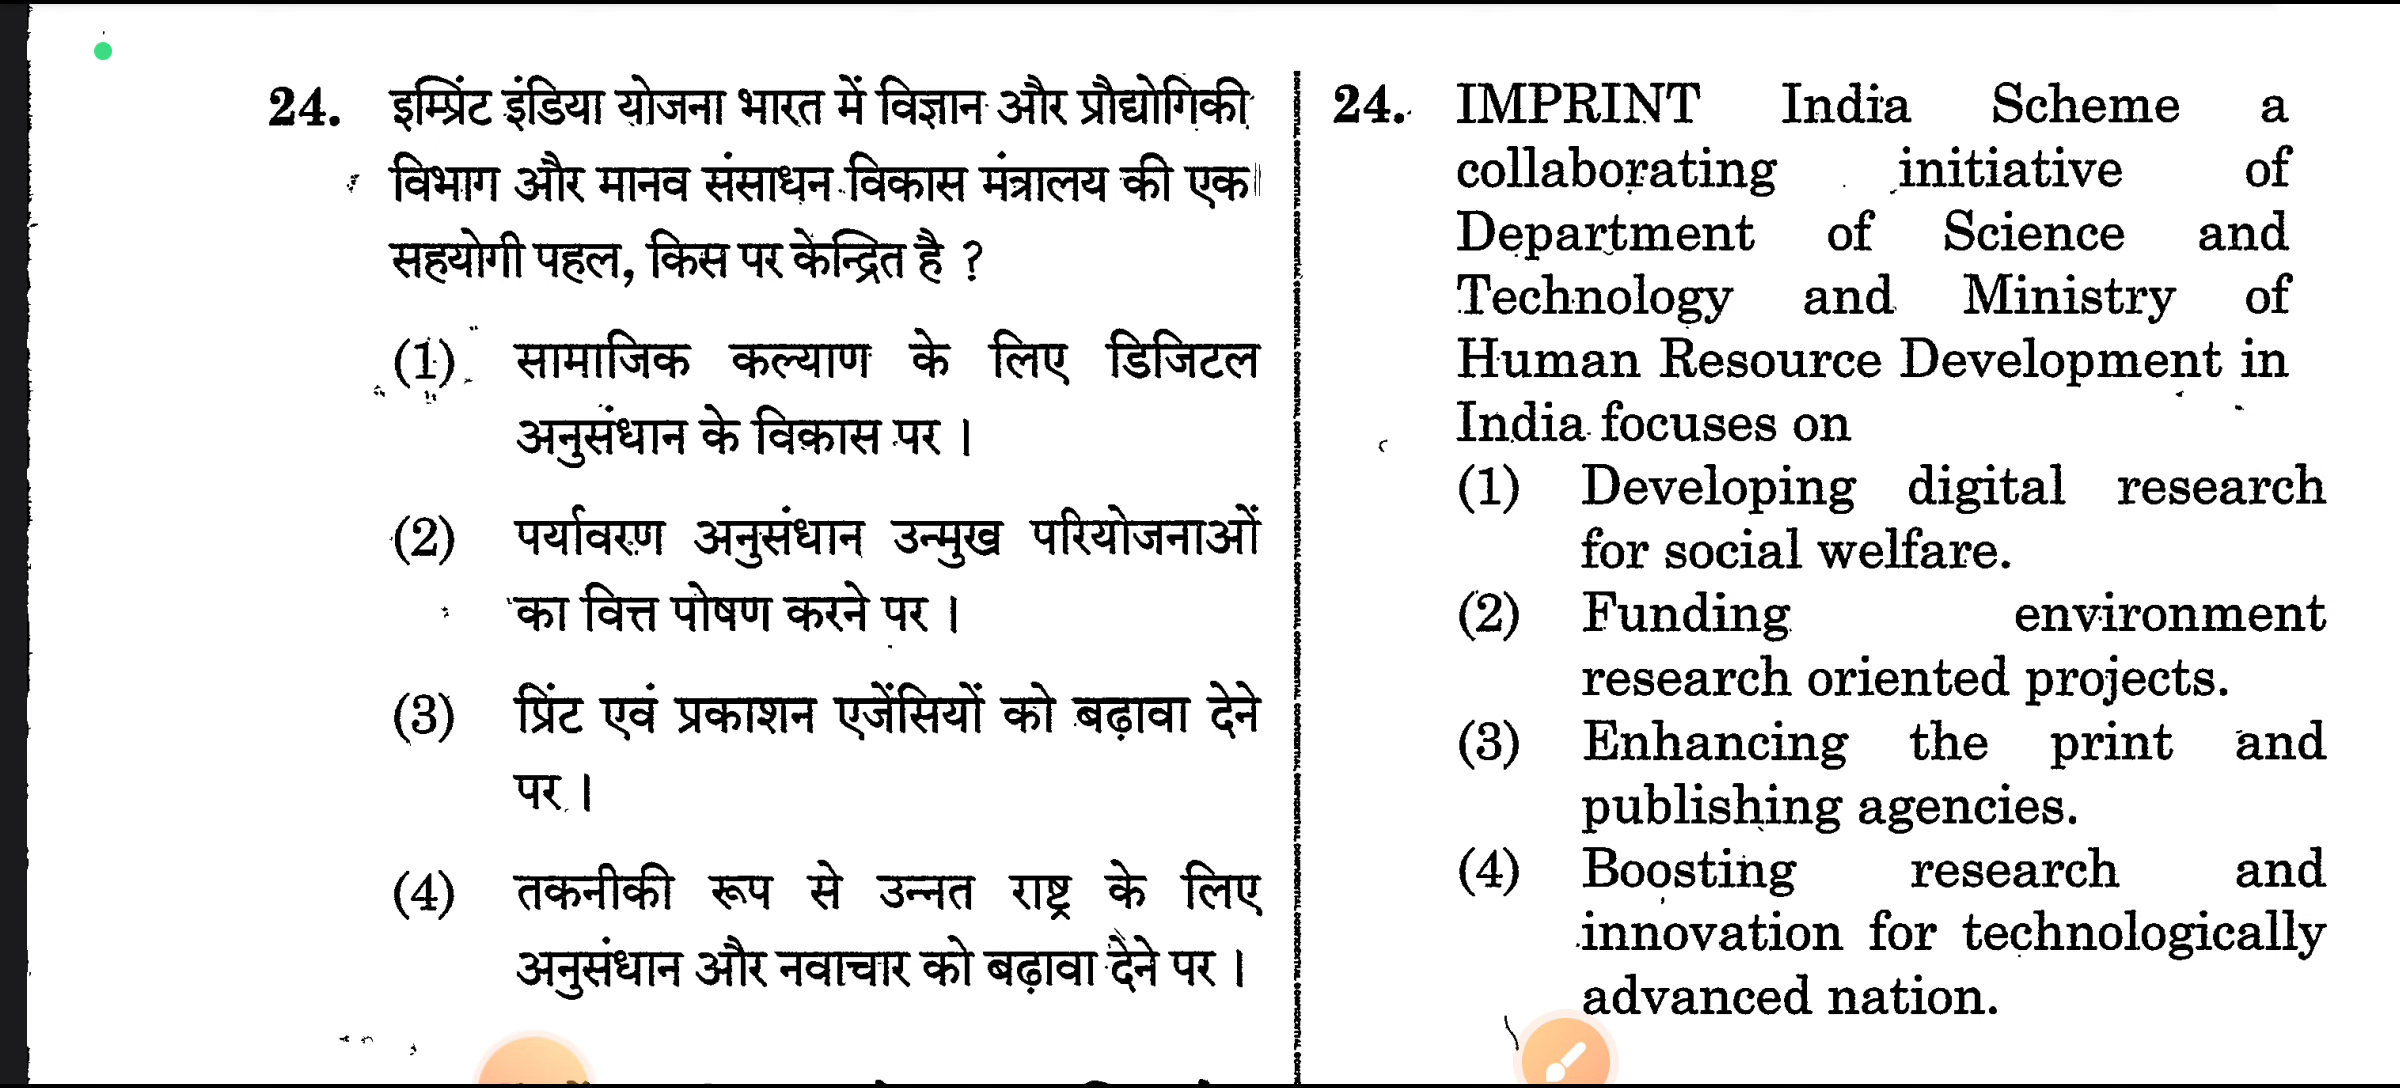 24. इम्प्रिंट इंडिया योजना भारत में विज्ञान और प्रौद्योगिकी
विभाग और मानव संसाधन विकास मंत्रालय की एक
सहयोगी पहल, किस पर केन्द्रित है ?
(1) सामाजिक कल्याण के लिए डिजिटल
अनुसंधान के विकास पर ।
(2) पर्यावरण अनुसंधान उन्मुख परियोजनाओं
का वित्त पोषण करने पर ।
(3) प्रिंट एवं प्रकाशन एजेंसियों को बढ़ावा देने
पर ।
(4) तकनीकी रूप से उन्नत राष्ट्र के लिए
अनुसंधान और नवाचार को बढ़ावा देने पर ।
24. IMPRINT India Scheme a
collaborating initiative of
Department of Science and
Technology and Ministry of
Human Resource Development in
India focuses on
(1) Developing digital research
for social welfare.
(2) Funding environment
research oriented projects.
(3) Enhancing the print and
publishing agencies.
(4) Boosting research and
innovation for technologically
advanced nation.